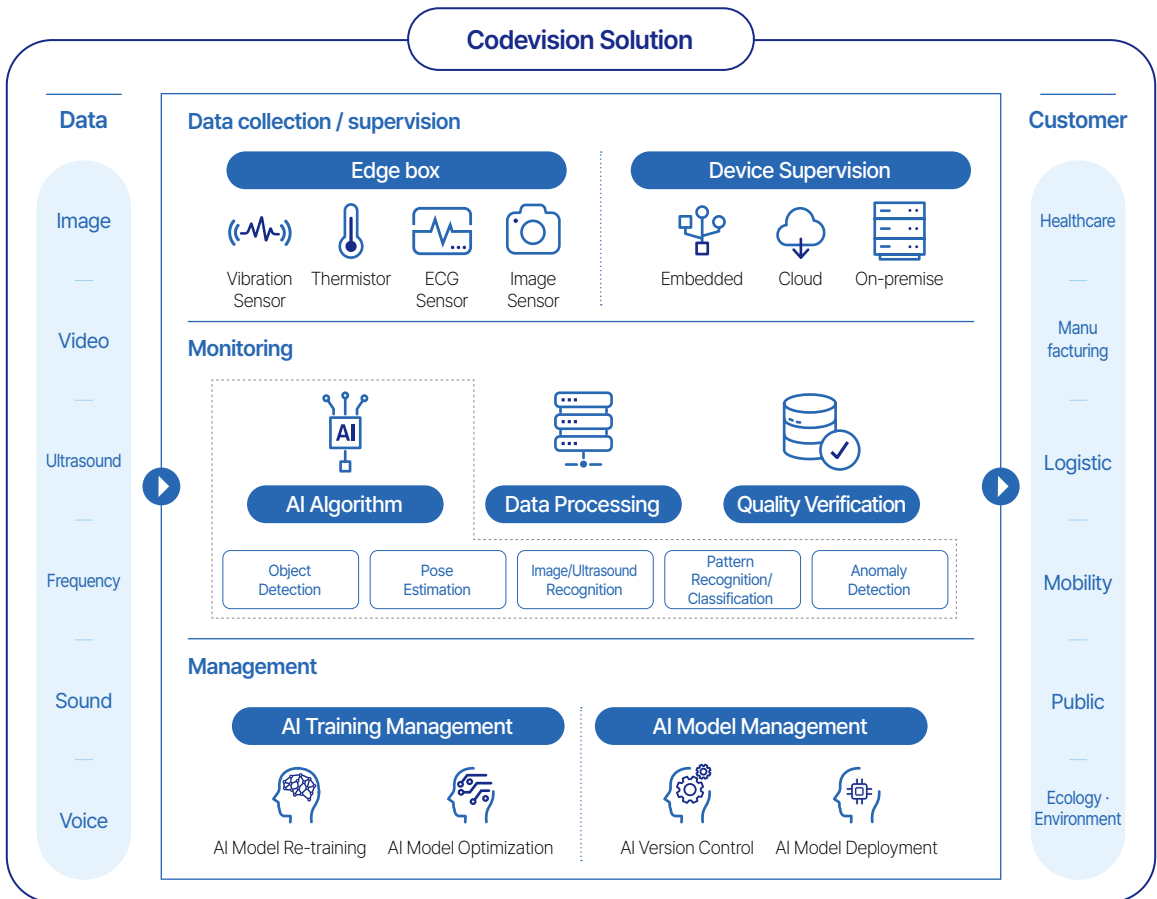 Codevision Solution
Data
Image
Video
Ultrasound
Frequency
Sound
Voice
Data collection / supervision
Edge box
Vibration
Sensor
Thermistor
ECG
Sensor
Image
Sensor
Device Supervision
Embedded
Cloud
On-premise
Monitoring
AI
AI Algorithm
Data Processing
Quality Verification
Object
Detection
Pose
Estimation
Image/Ultrasound
Recognition
Pattern
Recognition/
Classification
Anomaly
Detection
Management
AI Training Management
AI Model Re-training
AI Model Optimization
AI Model Management
AI Version Control
AI Model Deployment
Customer
Healthcare
Manu
facturing
Logistic
Mobility
Public
Ecology ·
Environment